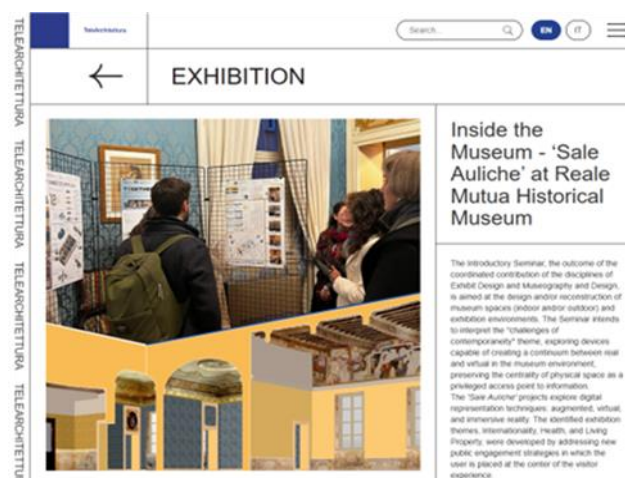 TeleArchitettura
Search...
EN
IT
EXHIBITION
TELEARCHITETTURA
TELEARCHITETTURA
TELEARCHITETTURA
TELEARCHITETTU
Inside the
Museum - ‘Sale
Auliche’ at Reale
Mutua Historical
Museum
The Introductory Seminar, the outcome of the
coordinated contribution of the disciplines of
Exhibit Design and Museography and Design,
is aimed at the design and/or reconstruction of
museum spaces (indoor and/or outdoor) and
exhibition environments. The Seminar intends
to interpret the "challenges of
contemporaneity" theme, exploring devices
capable of creating a continuum between real
and virtual in the museum environment,
preserving the centrality of physical space as a
privileged access point to information.
The 'Sale Auliche' projects explore digital
representation techniques: augmented, virtual,
and immersive reality. The identified exhibition
themes, Internationality, Health, and Living
Property, were developed by addressing new
public engagement strategies in which the
user is placed at the center of the visitor
experience.